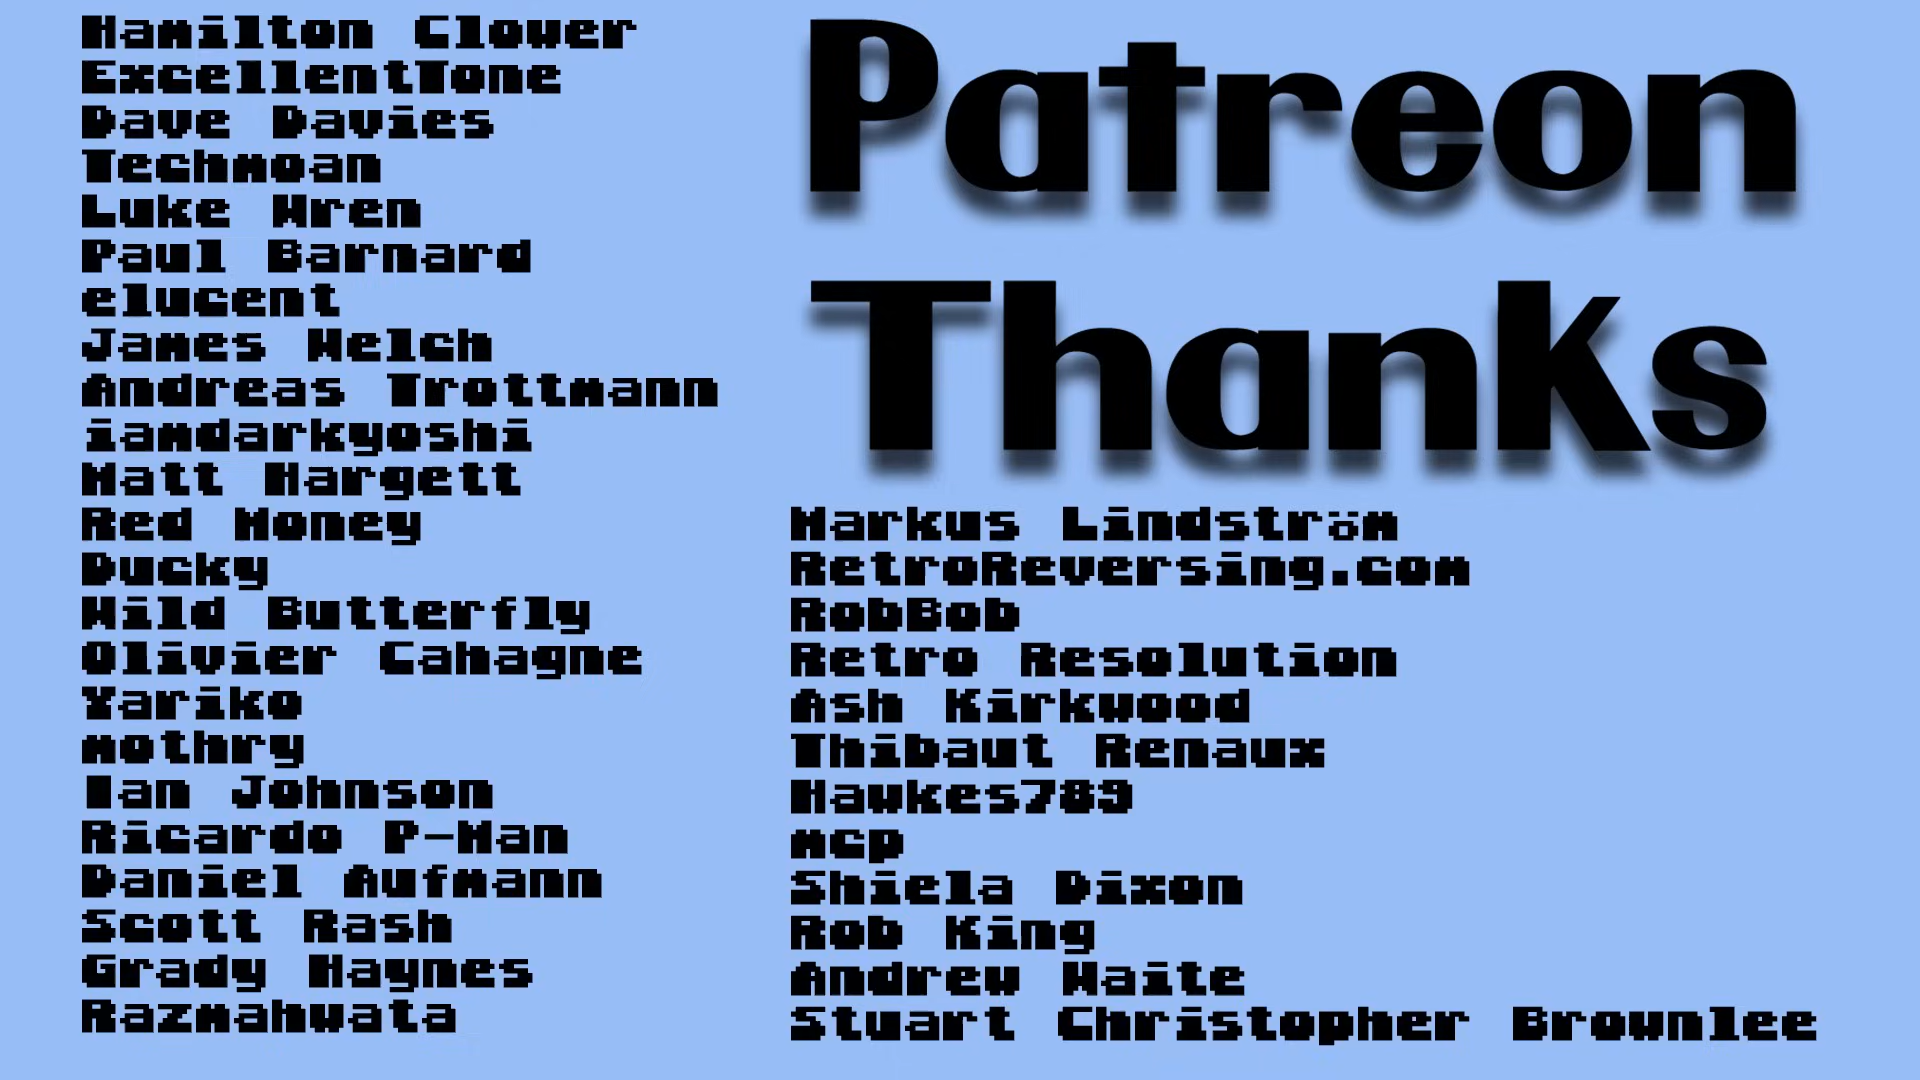 Hamilton Clower
ExcellentTone
Dave Davies
Techmoan
Luke Wren
Paul Barnard
elucent
James Welch
Andreas Trottmann
iamdarkyoshi
Matt Hargett
Red Money
Ducky
Wild Butterfly
Olivier Cahagne
Yariko
mothry
Ian Johnson
Ricardo P-Man
Daniel Aufmann
Scott Rash
Grady Haynes
Razmahwata
Patreon
Thanks
Markus Lindström
RetroReversing.com
RobBob
Retro Resolution
Ash Kirkwood
Thibaut Renaux
Hawkes789
mcp
Shiela Dixon
Rob King
Andrew Waite
Stuart Christopher Brownlee